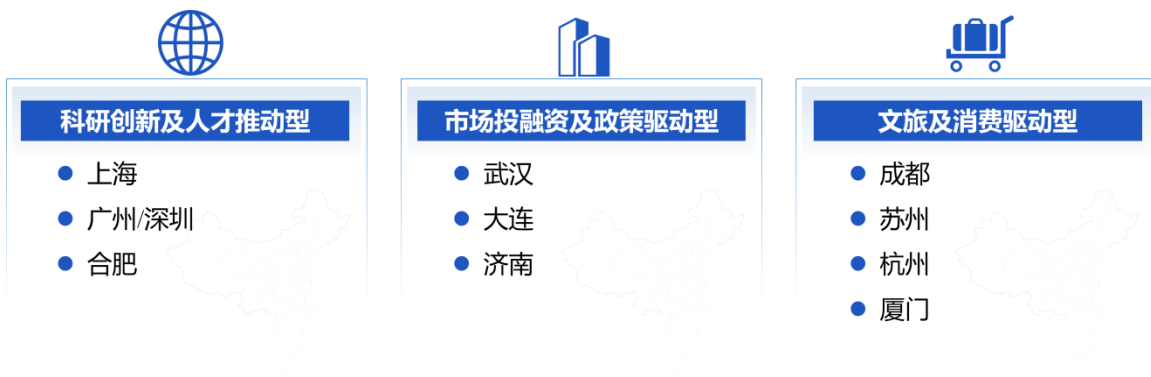 科研创新及人才推动型
上海
广州/深圳
合肥
市场投融资及政策驱动型
武汉
大连
济南
文旅及消费驱动型
成都
苏州
杭州
厦门